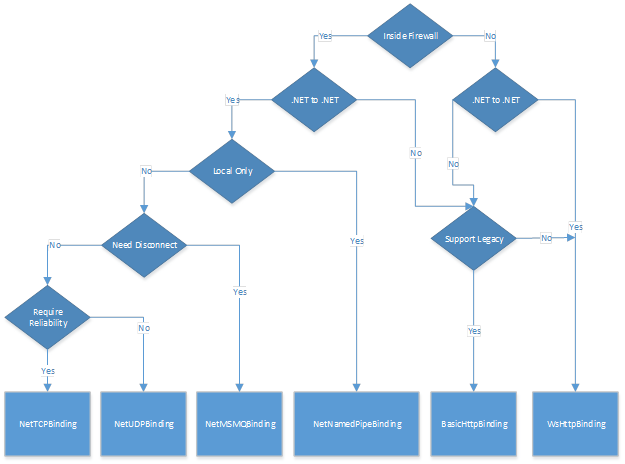 Inside Firewall
Yes
No
.NET to .NET
.NET to .NET
Yes
No
No
Local Only
No
Yes
Need Disconnect
Support Legacy
No
Yes
Yes
No
Yes
Require
Reliability
No
Yes
Yes
NetTCPBinding
NetUDPBinding
NetMSMQBinding
NetNamedPipeBinding
BasicHttpBinding
WsHttpBinding